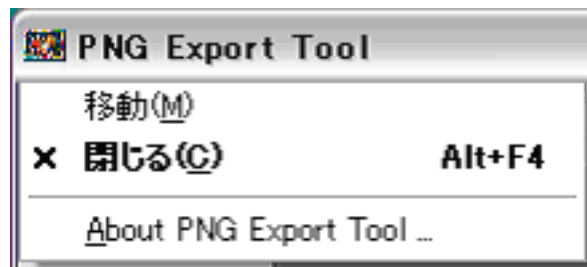 PNG Export Tool
移動(M)
× 閉じる(C) Alt+F4
About PNG Export Tool ...